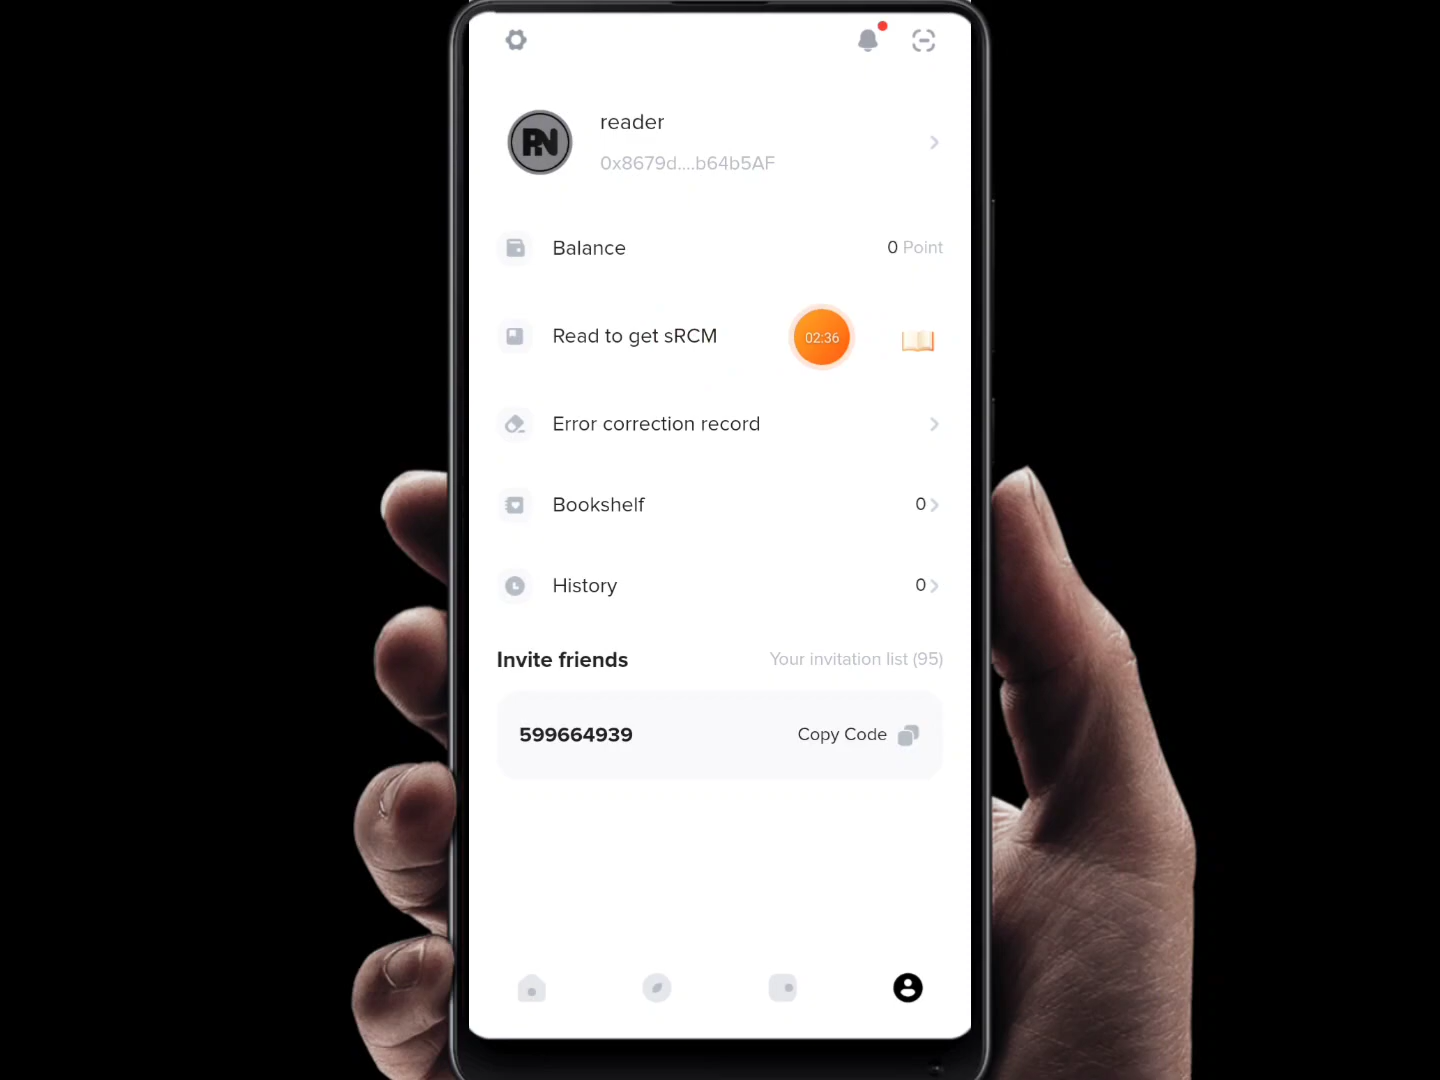 RN
reader
0x8679d....b64b5AF
Balance
0 Point
Read to get sRCM
02:36
Error correction record
Bookshelf
0
History
0
Invite friends
Your invitation list (95)
599664939
Copy Code